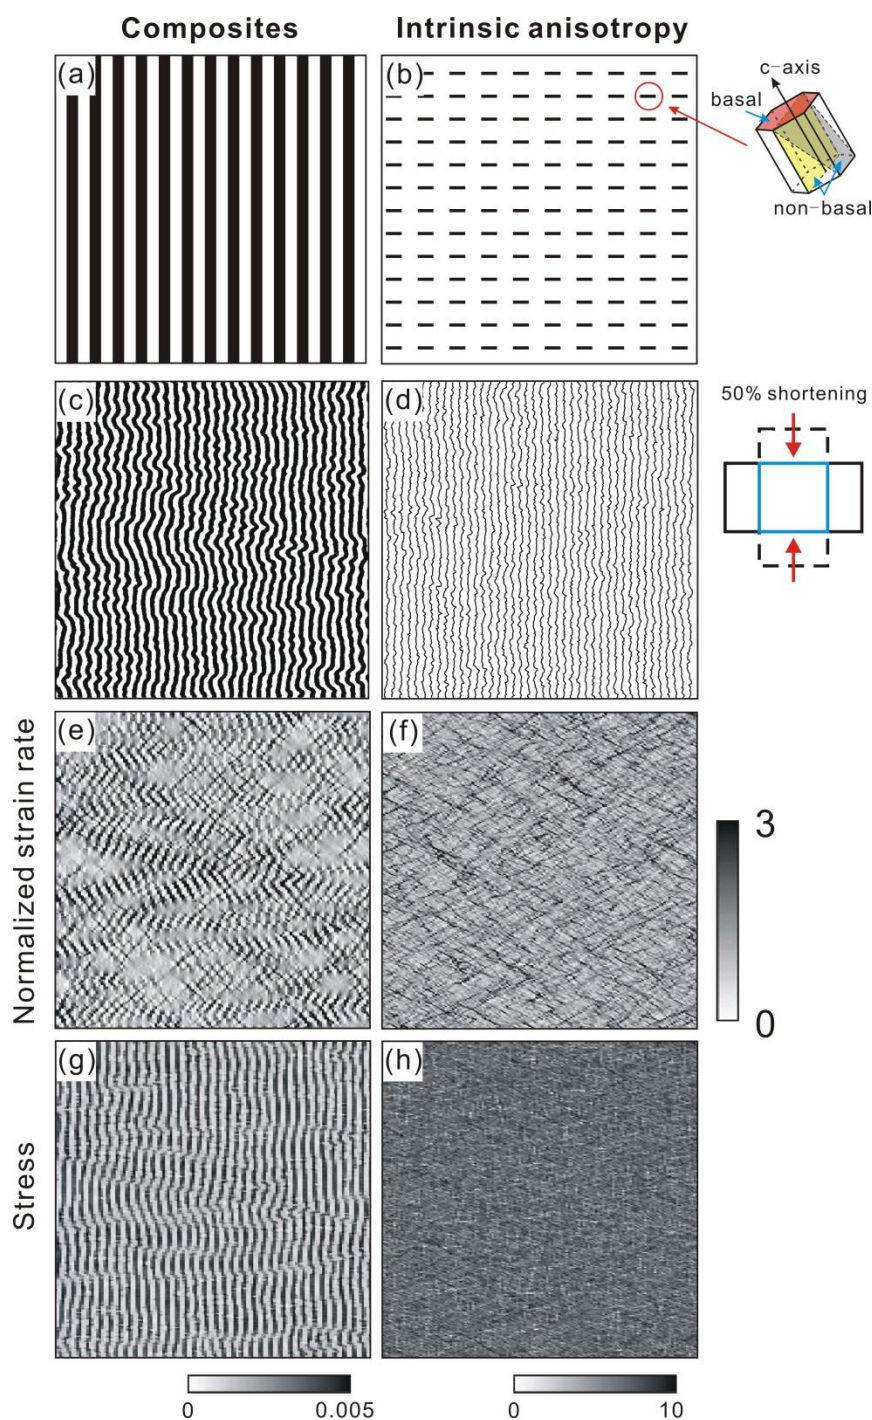 Composites
Intrinsic anisotropy
(a)
(b)
c-axis
basal
non-basal
(c)
(d)
50% shortening
Normalized strain rate
(e)
(f)
3
0
Stress
(g)
(h)
0
0.005
0
10